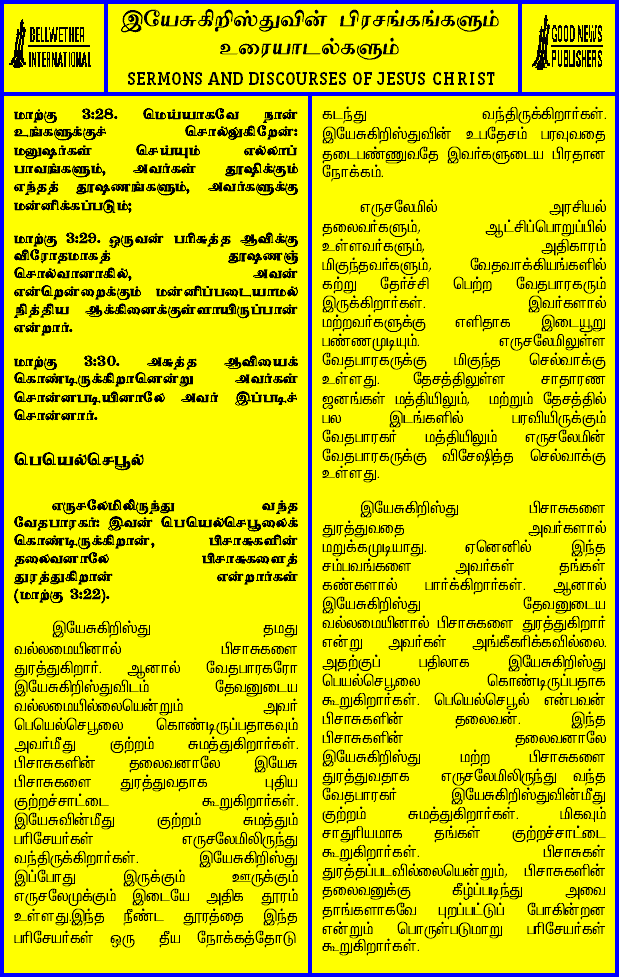 BELLWETHER
INTERNATIONAL
இயேசுகிறிஸ்துவின் பிரசங்கங்களும்
உரையாடல்களும்
SERMONS AND DISCOURSES OF JESUS CHRIST
GOOD NEWS
PUBLISHERS
மாற்கு 3:28. மெய்யாகவே நான்
உங்களுக்குச் சொல்லுகிறேன்:
மனுஷர்கள் செய்யும் எல்லாப்
பாவங்களும், அவர்கள் தூஷிக்கும்
எந்தத் தூஷணங்களும், அவர்களுக்கு
மன்னிக்கப்படும்;
மாற்கு 3:29. ஒருவன் பரிசுத்த ஆவிக்கு
விரோதமாகத் தூஷணஞ்
சொல்வானாகில், அவன்
என்றென்றைக்கும் மன்னிப்படையாமல்
நித்திய ஆக்கினைக்குள்ளாயிருப்பான்
என்றார்.
மாற்கு 3:30. அசுத்த ஆவியைக்
கொண்டிருக்கிறானென்று அவர்கள்
சொன்னபடியினாலே அவர் இப்படிச்
சொன்னார்.
பெயெல்செபூல்
எருசலேமிலிருந்து வந்த
வேதபாரகர்: இவன் பெயெல்செபூலைக்
கொண்டிருக்கிறான், பிசாசுகளின்
தலைவனாலே பிசாசுகளைத்
துரத்துகிறான் என்றார்கள்
(மாற்கு 3:22).
இயேசுகிறிஸ்து தமது
வல்லமையினால் பிசாசுகளை
துரத்துகிறார். ஆனால் வேதபாரகரோ
இயேசுகிறிஸ்துவிடம் தேவனுடைய
வல்லமையில்லையென்றும் அவர்
பெயெல்செபூலை கொண்டிருப்பதாகவும்
அவர்மீது குற்றம் சுமத்துகிறார்கள்.
பிசாசுகளின் தலைவனாலே இயேசு
பிசாசுகளை துரத்துவதாக புதிய
குற்றச்சாட்டை கூறுகிறார்கள்.
இயேசுவின்மீது குற்றம் சுமத்தும்
பரிசேயர்கள் எருசலேமிலிருந்து
வந்திருக்கிறார்கள். இயேசுகிறிஸ்து
இப்போது இருக்கும் ஊருக்கும்
எருசலேமுக்கும் இடையே அதிக தூரம்
உள்ளது.இந்த நீண்ட தூரத்தை இந்த
பரிசேயர்கள் ஒரு தீய நோக்கத்தோடு
கடந்து வந்திருக்கிறார்கள்.
இயேசுகிறிஸ்துவின் உபதேசம் பரவுவதை
தடைபண்ணுவதே இவர்களுடைய பிரதான
நோக்கம்.
எருசலேமில் அரசியல்
தலைவர்களும், ஆட்சிப்பொறுப்பில்
உள்ளவர்களும், அதிகாரம்
மிகுந்தவர்களும், வேதவாக்கியங்களில்
கற்று தேர்ச்சி பெற்ற வேதபாரகரும்
இருக்கிறார்கள். இவர்களால்
மற்றவர்களுக்கு எளிதாக இடையூறு
பண்ணமுடியும். எருசலேமிலுள்ள
வேதபாரகருக்கு மிகுந்த செல்வாக்கு
உள்ளது. தேசத்திலுள்ள சாதாரண
ஜனங்கள் மத்தியிலும், மற்றும் தேசத்தில்
பல இடங்களில் பரவியிருக்கும்
வேதபாரகர் மத்தியிலும் எருசலேமின்
வேதபாரகருக்கு விசேஷித்த செல்வாக்கு
உள்ளது.
இயேசுகிறிஸ்து பிசாசுகளை
துரத்துவதை அவர்களால்
மறுக்கமுடியாது. ஏனெனில் இந்த
சம்பவங்களை அவர்கள் தங்கள்
கண்களால் பார்க்கிறார்கள். ஆனால்
இயேசுகிறிஸ்து தேவனுடைய
வல்லமையினால் பிசாசுகளை துரத்துகிறார்
என்று அவர்கள் அங்கீகரிக்கவில்லை.
அதற்குப் பதிலாக இயேசுகிறிஸ்து
பெயல்செபூலை கொண்டிருப்பதாக
கூறுகிறார்கள். பெயெல்செபூல் என்பவன்
பிசாசுகளின் தலைவன். இந்த
பிசாசுகளின் தலைவனாலே
இயேசுகிறிஸ்து மற்ற பிசாசுகளை
துரத்துவதாக எருசலேமிலிருந்து வந்த
வேதபாரகர் இயேசுகிறிஸ்துவின்மீது
குற்றம் சுமத்துகிறார்கள். மிகவும்
சாதுரியமாக தங்கள் குற்றச்சாட்டை
கூறுகிறார்கள். பிசாசுகள்
துரத்தப்படவில்லையென்றும், பிசாசுகளின்
தலைவனுக்கு கீழ்ப்படிந்து அவை
தாங்களாகவே புறப்பட்டுப் போகின்றன
என்றும் பொருள்படுமாறு பரிசேயர்கள்
கூறுகிறார்கள்.